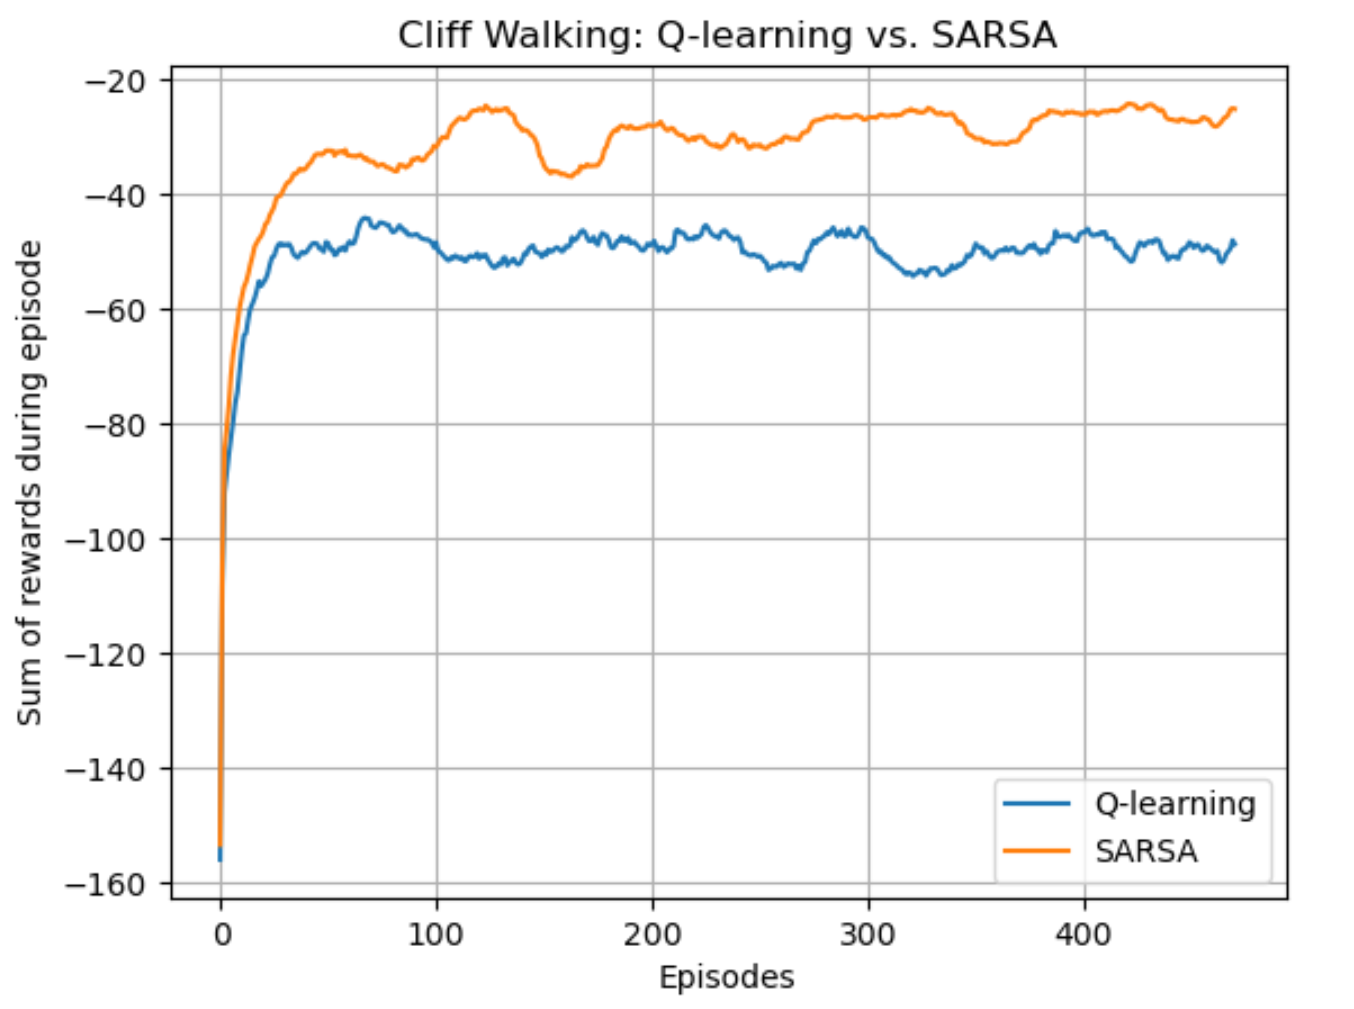 Cliff Walking: Q-learning vs. SARSA
Sum of rewards during episode
−20
−40
−60
−80
−100
−120
−140
−160
Q-learning
SARSA
0 100 200 300 400
Episodes